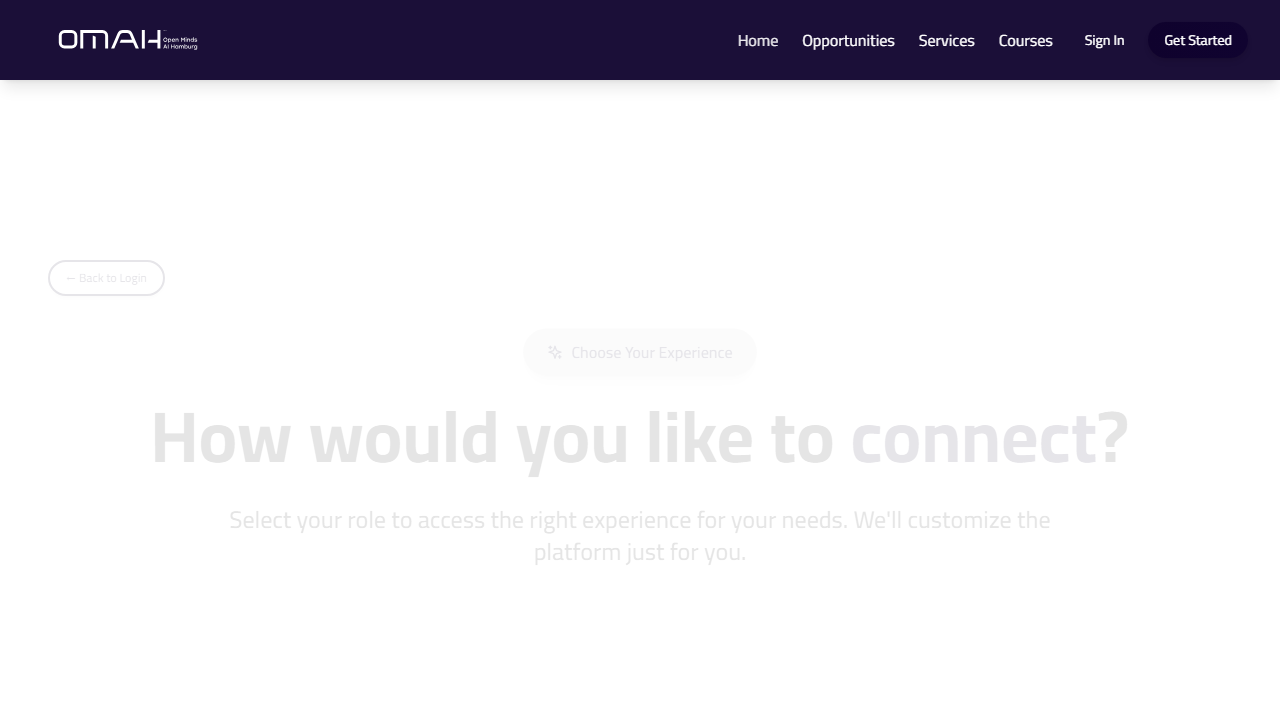 OMAH Open Minds AI Hamburg
Home Opportunities Services Courses Sign In Get Started
← Back to Login
Choose Your Experience
How would you like to connect?
Select your role to access the right experience for your needs. We'll customize the
platform just for you.